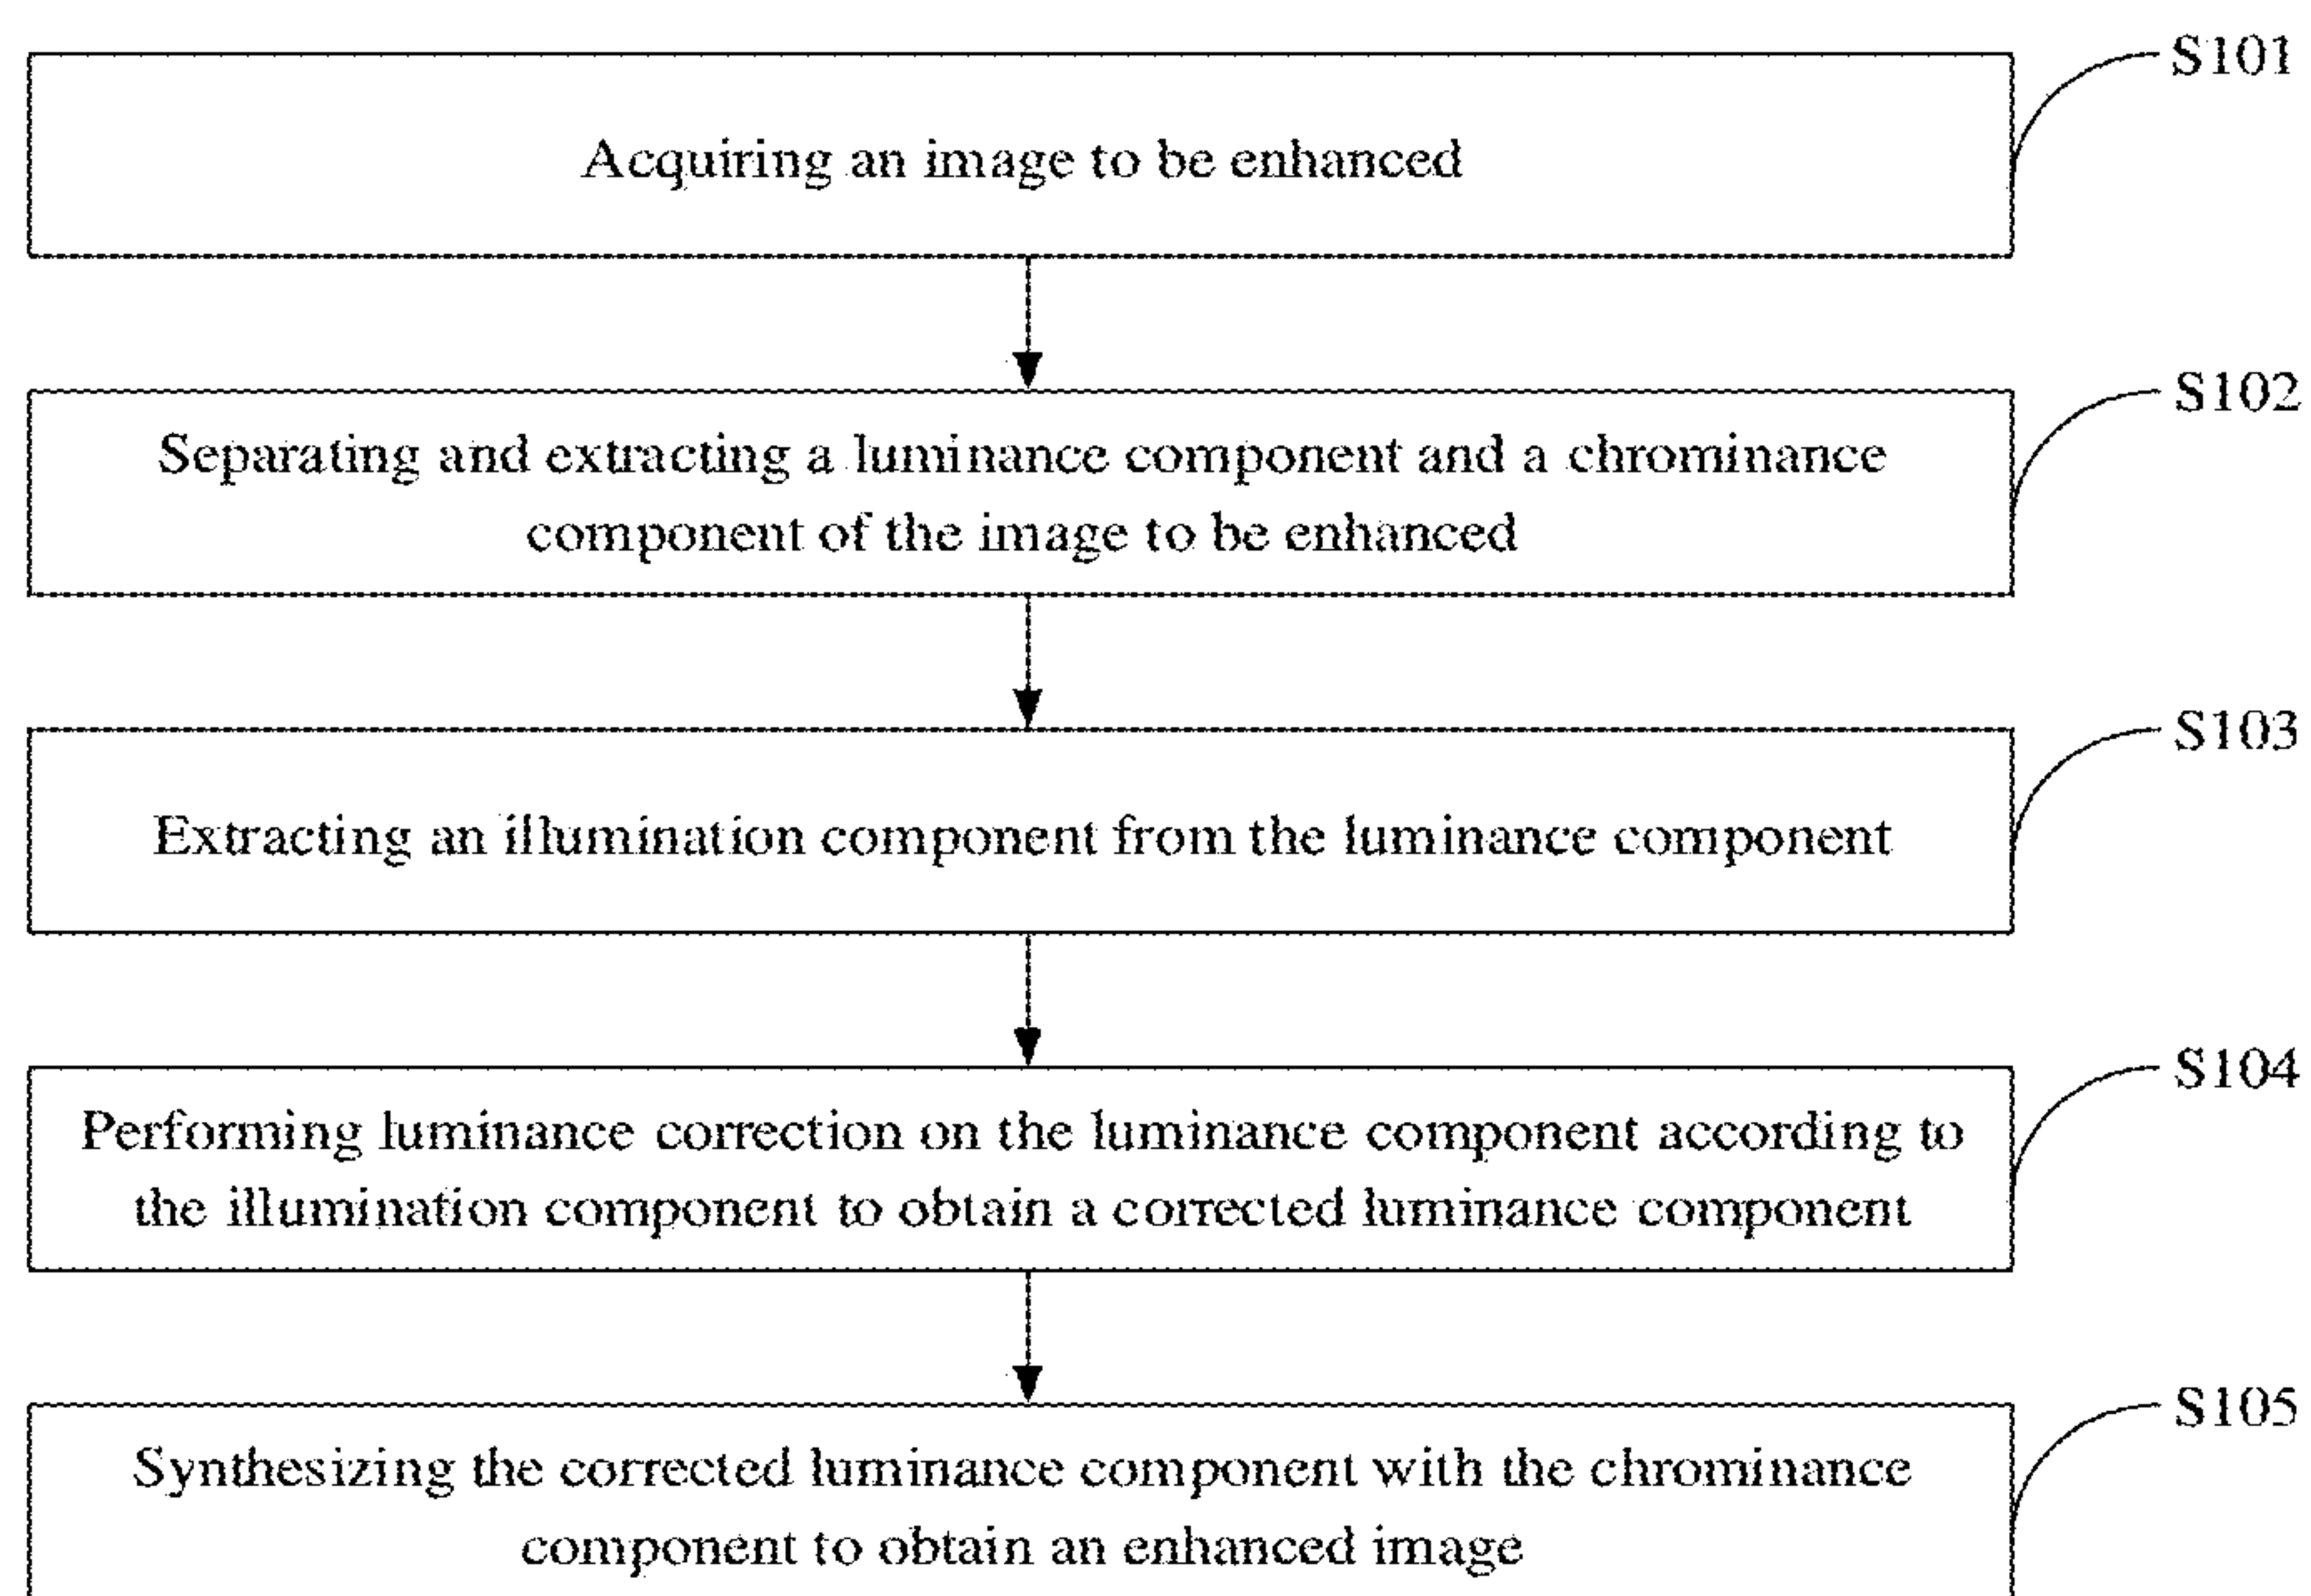 S101
Acquiring an image to be enhanced
S102
Separating and extracting a luminance component and a chrominance
component of the image to be enhanced
S103
Extracting an illumination component from the luminance component
S104
Performing luminance correction on the luminance component according to
the illumination component to obtain a corrected luminance component
S105
Synthesizing the corrected luminance component with the chrominance
component to obtain an enhanced image